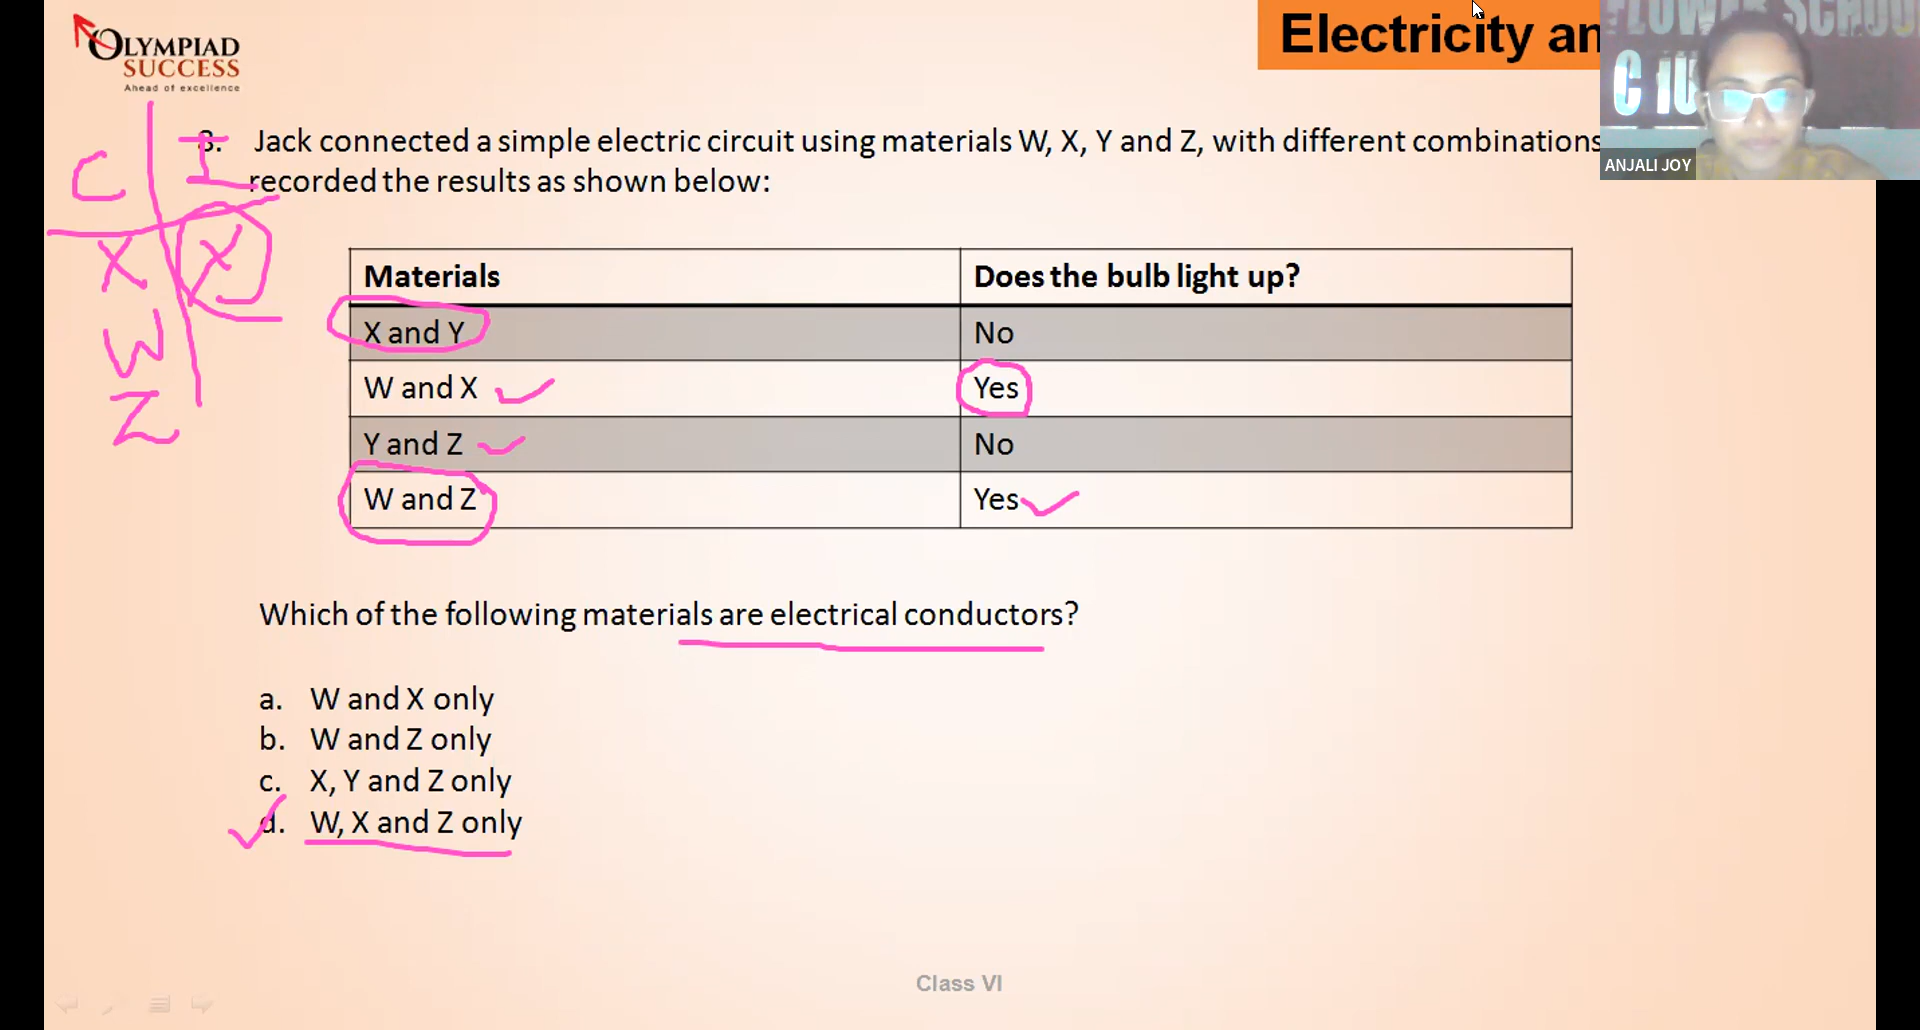 OLYMPIAD
SUCCESS
Ahead of excellence
Electricity an
C
ANJALI JOY
C I
X
W
Z
3. Jack connected a simple electric circuit using materials W, X, Y and Z, with different combinations
recorded the results as shown below:
Materials Does the bulb light up?
X and Y No
W and X Yes
Y and Z No
W and Z Yes
Which of the following materials are electrical conductors?
a. W and X only
b. W and Z only
c. X, Y and Z only
d. W, X and Z only
Class VI